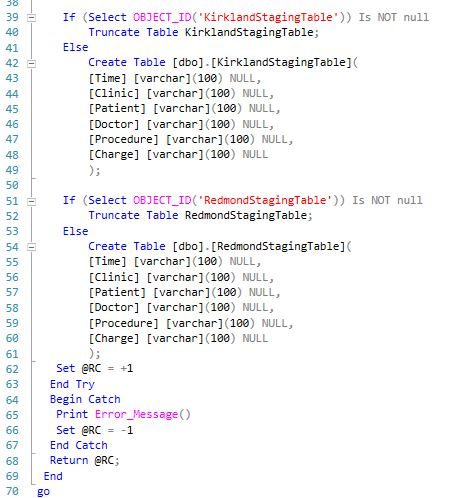 38
39 If (Select OBJECT_ID('KirklandStagingTable')) Is NOT null
40 Truncate Table KirklandStagingTable;
41 Else
42 Create Table [dbo].[KirklandStagingTable](
43 [Time] [varchar](100) NULL,
44 [Clinic] [varchar](100) NULL,
45 [Patient] [varchar](100) NULL,
46 [Doctor] [varchar](100) NULL,
47 [Procedure] [varchar](100) NULL,
48 [Charge] [varchar](100) NULL
49 );
50
51 If (Select OBJECT_ID('RedmondStagingTable')) Is NOT null
52 Truncate Table RedmondStagingTable;
53 Else
54 Create Table [dbo].[RedmondStagingTable](
55 [Time] [varchar](100) NULL,
56 [Clinic] [varchar](100) NULL,
57 [Patient] [varchar](100) NULL,
58 [Doctor] [varchar](100) NULL,
59 [Procedure] [varchar](100) NULL,
60 [Charge] [varchar](100) NULL
61 );
62 Set @RC = +1
63 End Try
64 Begin Catch
65 Print Error_Message()
66 Set @RC = -1
67 End Catch
68 Return @RC;
69 End
70 go